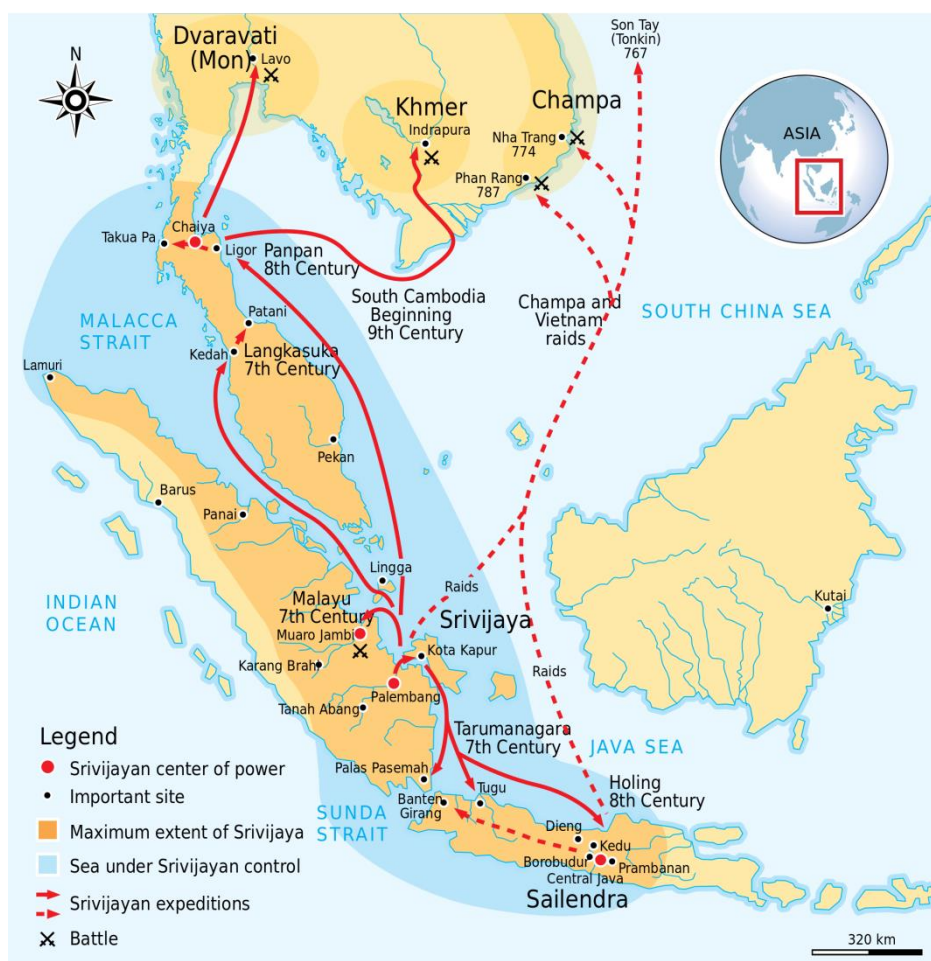 N
Dvaravati
(Mon)
Lavo
Khmer
Indrapura
Champa
Nha Trang
774
Phan Rang
787
Son Tay
(Tonkin)
767
ASIA
Takua Pa
Chaiya
Ligor
Panpan
8th Century
South Cambodia
Beginning
9th Century
Champa and
Vietnam
raids
SOUTH CHINA SEA
MALACCA
STRAIT
Patani
Kedah
Langkasuka
7th Century
Lamuri
Pekan
Barus
Panai
Lingga
INDIAN
OCEAN
Malayu
7th Century
Muaro Jambi
Raids
Srivijaya
Kota Kapur
Kutai
Karang Brahi
Palembang
Tanah Abang
Raids
Tarumanagara
7th Century
JAVA SEA
Palas Pasemah
Holing
8th Century
SUNDA
STRAIT
Banten
Girang
Tugu
Dieng
Kedu
Borobudur
Prambanan
Central Java
Sailendra
Legend
Srivijayan center of power
Important site
Maximum extent of Srivijaya
Sea under Srivijayan control
Srivijayan expeditions
Battle
320 km